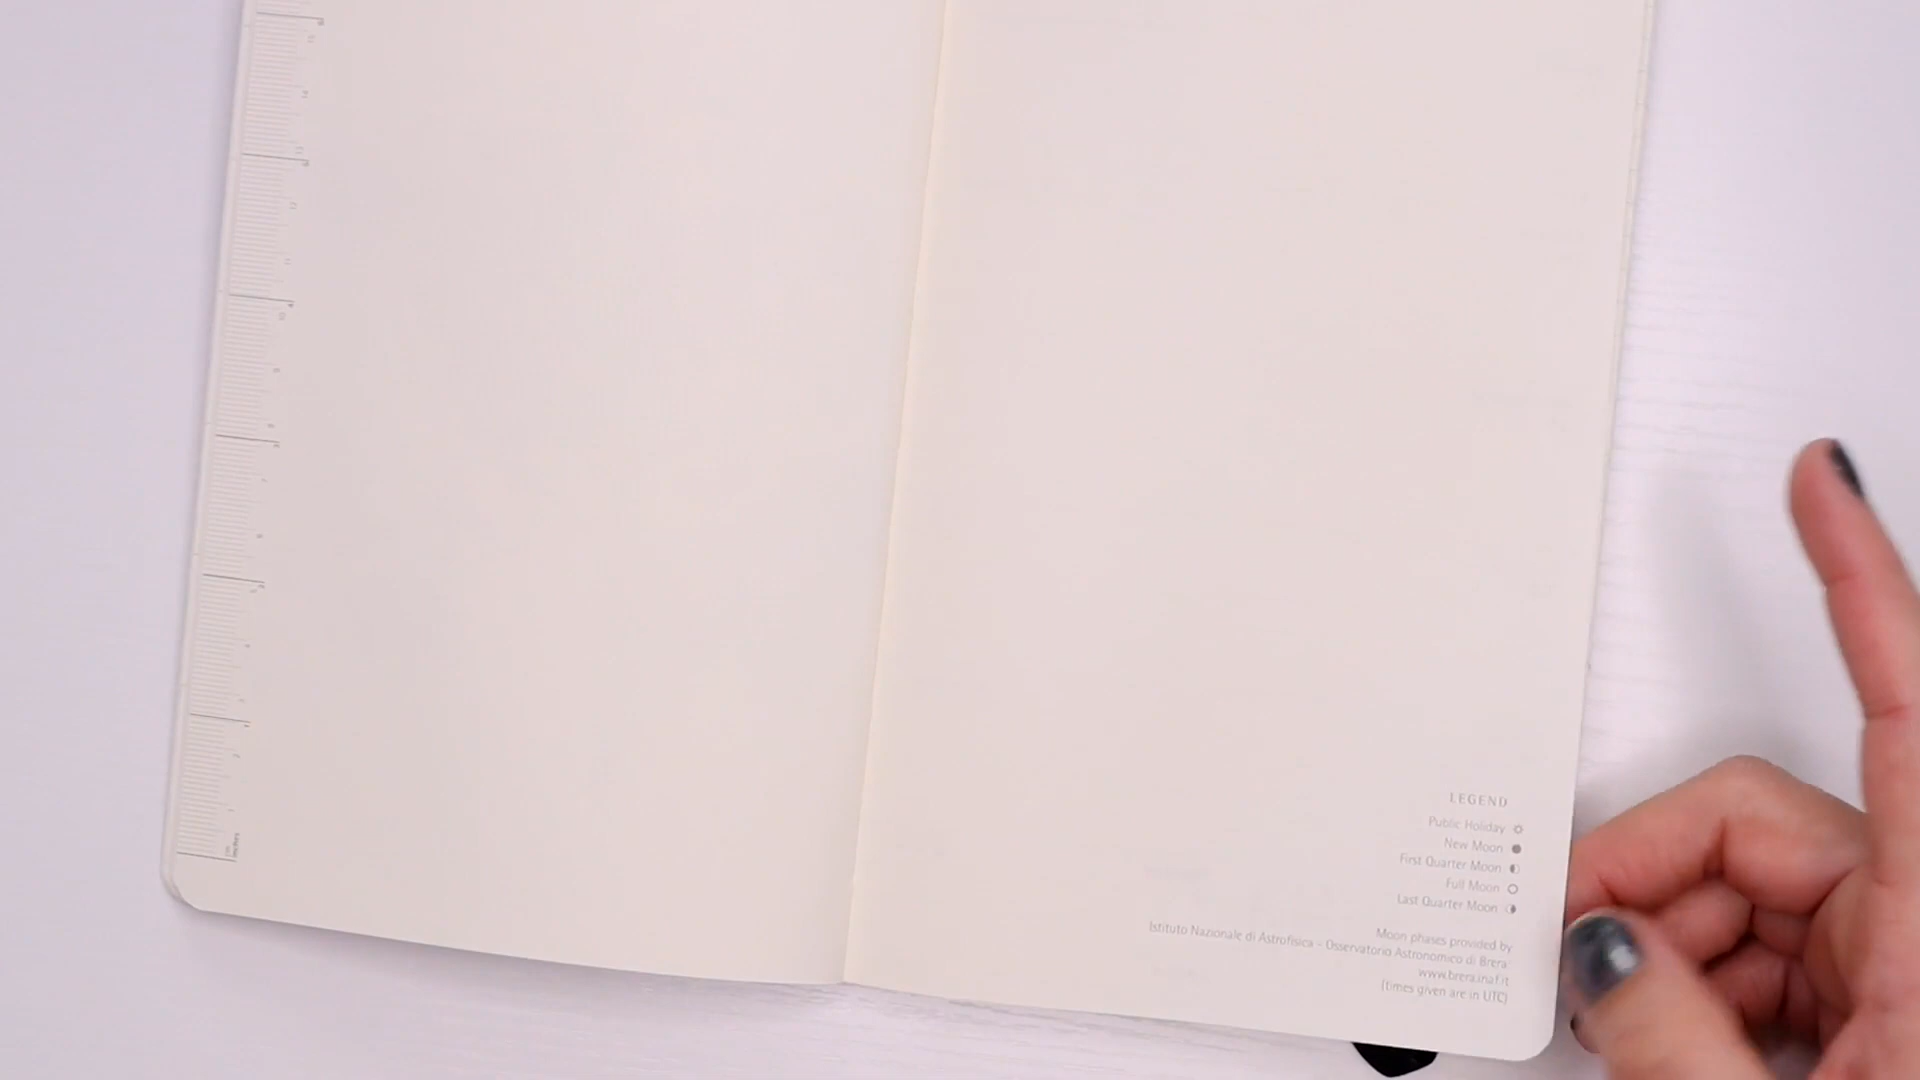 inches
LEGEND
Public Holiday
New Moon
First Quarter Moon
Full Moon
Last Quarter Moon
Moon phases provided by
Istituto Nazionale di Astrofisica - Osservatorio Astronomico di Brera
www.brera.inaf.it
(times given are in UTC)